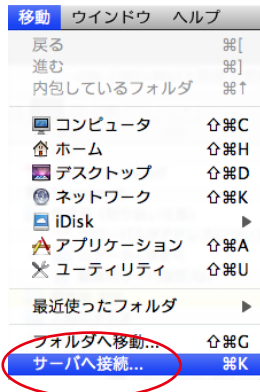 移動 ウインドウ ヘルプ
戻る ⌘[
進む ⌘]
内包しているフォルダ ⌘↑
コンピュータ ⇧⌘C
ホーム ⇧⌘H
デスクトップ ⇧⌘D
ネットワーク ⇧⌘K
iDisk ▶
アプリケーション ⇧⌘A
ユーティリティ ⇧⌘U
最近使ったフォルダ ▶
フォルダへ移動... ⇧⌘G
サーバへ接続... ⌘K